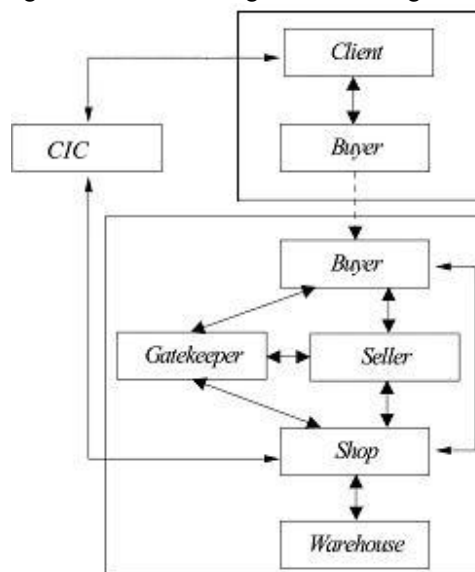 Client
CIC
Buyer
Buyer
Gatekeeper
Seller
Shop
Warehouse